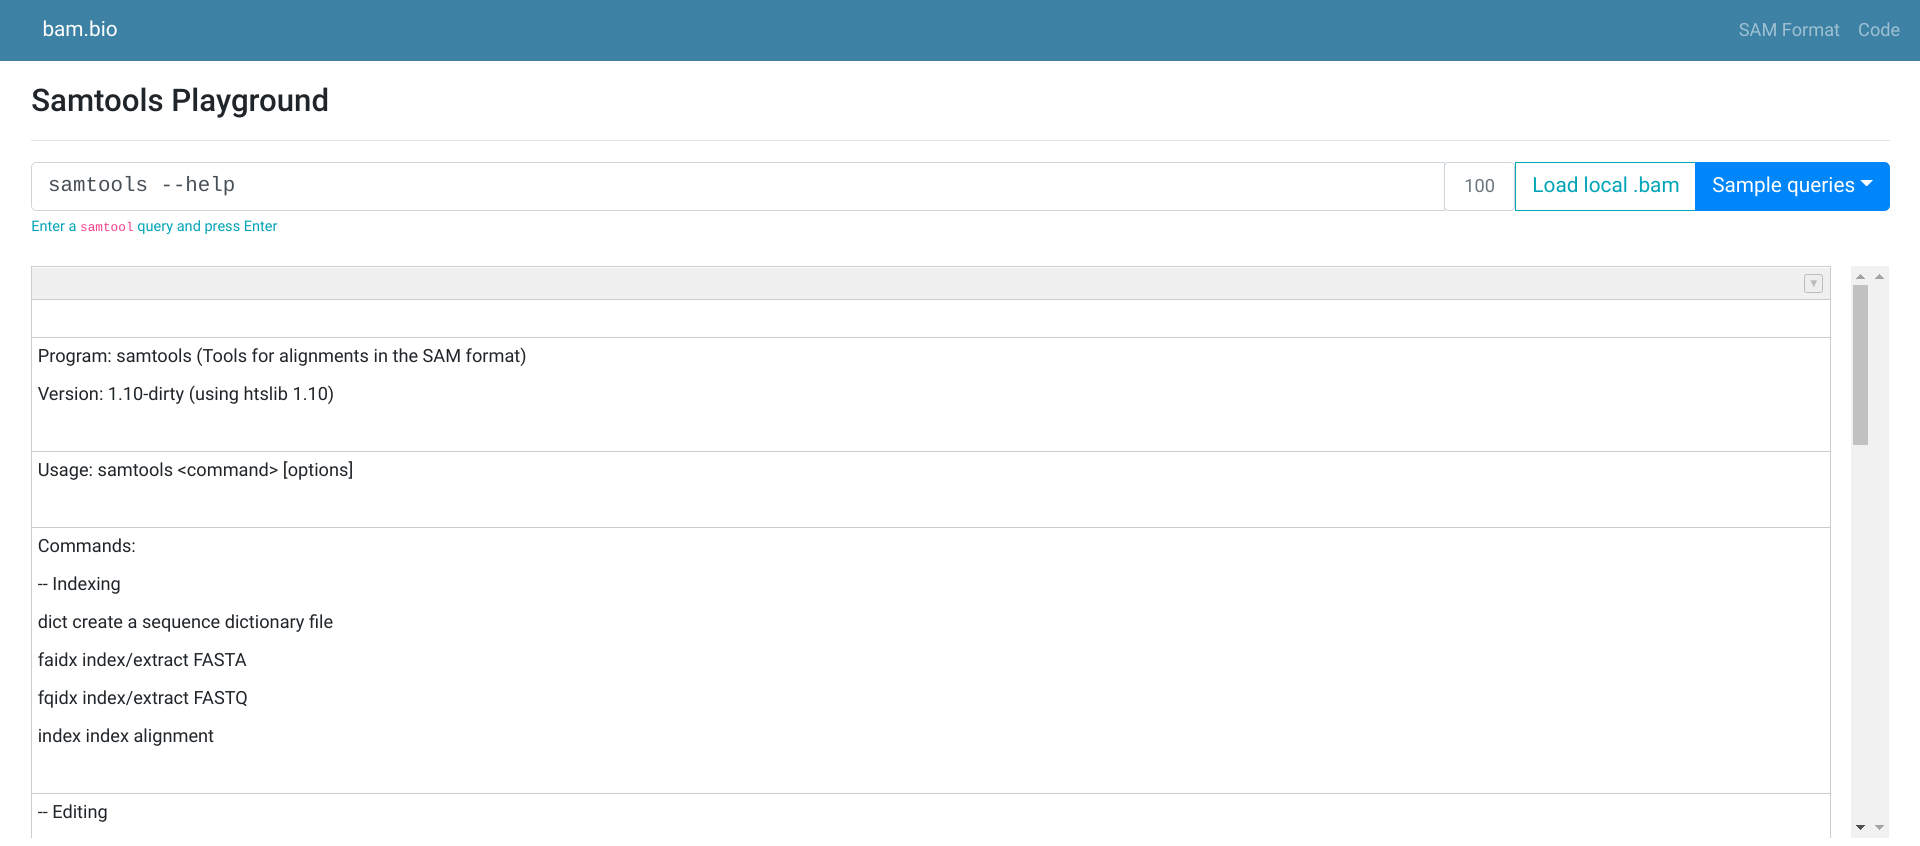 bam.bio
SAM Format Code
Samtools Playground
samtools --help
100
Load local .bam
Sample queries
Enter a samtool query and press Enter
Program: samtools (Tools for alignments in the SAM format)
Version: 1.10-dirty (using htslib 1.10)
Usage: samtools <command> [options]
Commands:
-- Indexing
dict create a sequence dictionary file
faidx index/extract FASTA
fqidx index/extract FASTQ
index index alignment
-- Editing